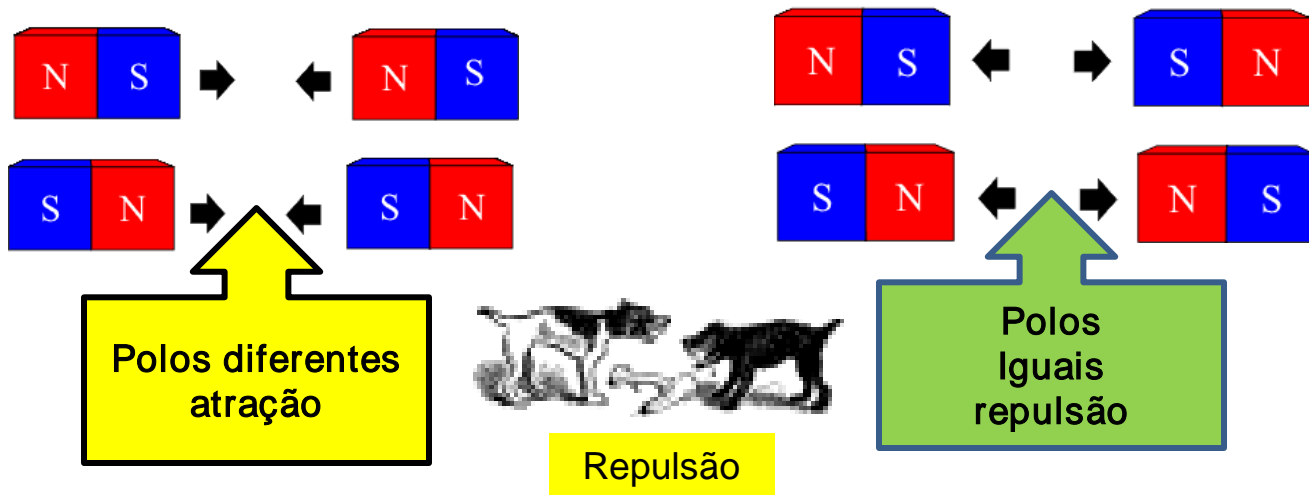 N S N S
N S S N
S N S N
S N N S
Polos diferentes
atração
Polos
Iguais
repulsão
Repulsão